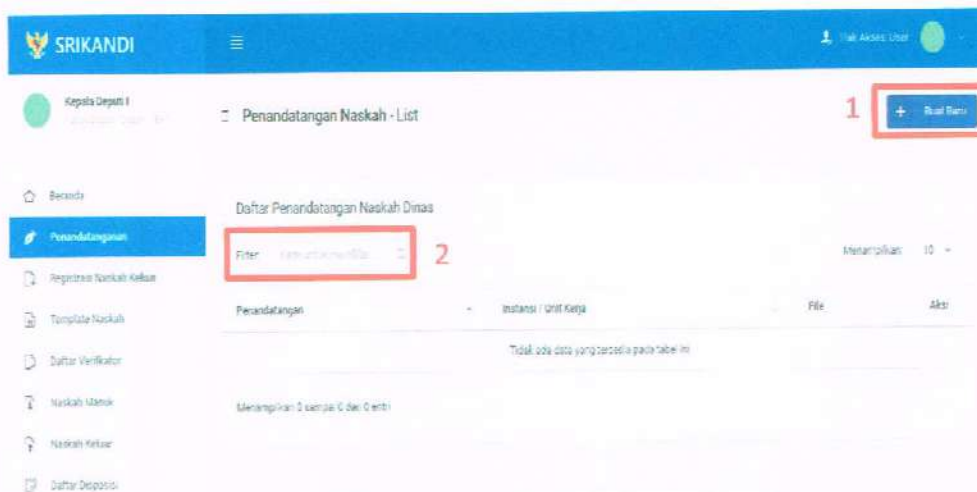 SRIKANDI
Hak Akses: User
Kepala Deputi I
Penandatangan Naskah - List
1
+ Buat Baru
Beranda
Daftar Penandatangan Naskah Dinas
Penandatanganan
Filter:
2
Menampilkan: 10
Registrasi Naskah Keluar
Penandatangan
Instansi / Unit Kerja
File
Aksi
Template Naskah
Tidak ada data yang tersedia pada tabel ini
Daftar Verifikator
Naskah Masuk
Menampilkan 0 sampai 0 dari 0 entri
Naskah Keluar
Daftar Disposisi